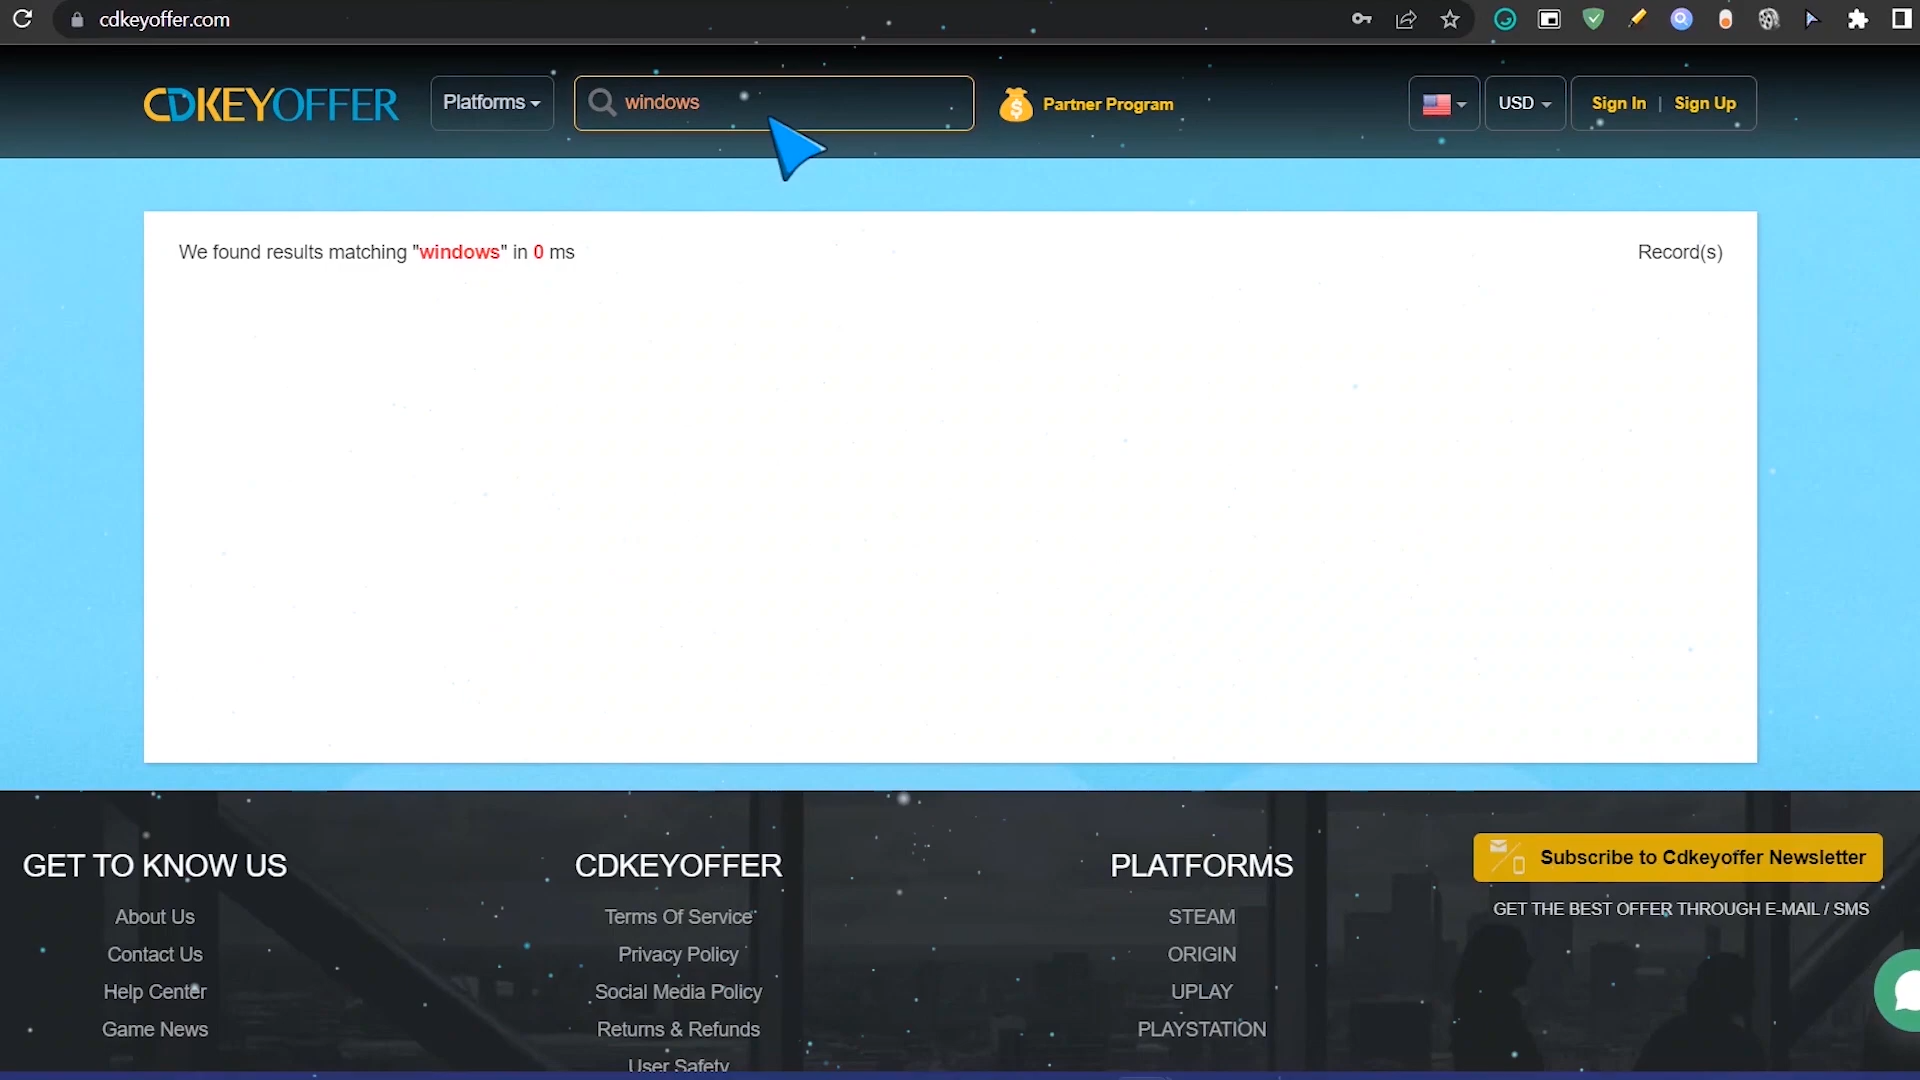 cdkeyoffer.com
CDKEYOFFER
Platforms
windows
Partner Program
USD
Sign In | Sign Up
We found results matching "windows" in 0 ms
Record(s)
GET TO KNOW US
About Us
Contact Us
Help Center
Game News
CDKEYOFFER
Terms Of Service
Privacy Policy
Social Media Policy
Returns & Refunds
User Safety
PLATFORMS
STEAM
ORIGIN
UPLAY
PLAYSTATION
Subscribe to Cdkeyoffer Newsletter
GET THE BEST OFFER THROUGH E-MAIL / SMS